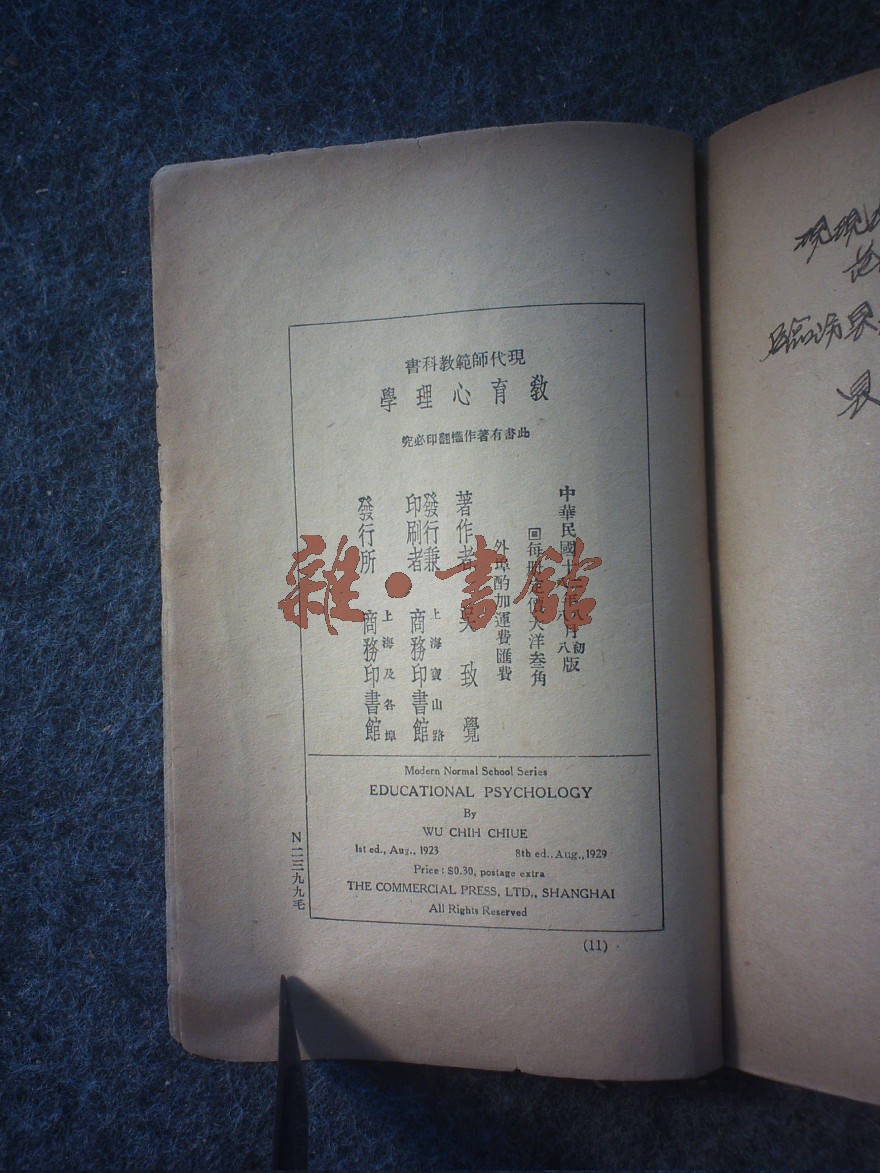 現代師範教科書
敎育心理學
此書有著作權翻印必究
中華民國十二年八月初版
八年八月八版
每冊定價大洋叁角
外埠酌加運費匯費
著作者 吳致覺
發行兼印刷者 上海寶山路商務印書館
發行所 上海及各埠商務印書館
Modern Normal School Series
EDUCATIONAL PSYCHOLOGY
By
WU CHIH CHIUE
1st ed., Aug., 1923 8th ed., Aug., 1929
Price : $0.30, postage extra
THE COMMERCIAL PRESS, LTD., SHANGHAI
All Rights Reserved
N一二三九九毛
(11)
雜·書館